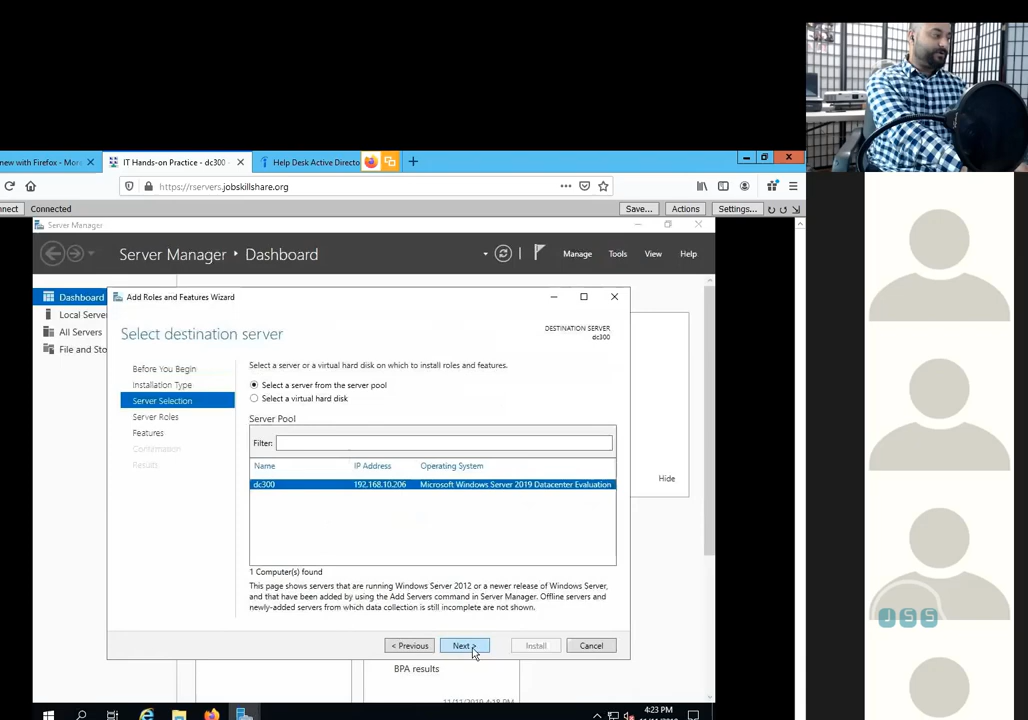 new with Firefox - Mor
IT Hands-on Practice - dc300
Help Desk Active Directo
https://rservers.jobskillshare.org
nnect
Connected
Save...
Actions
Settings...
Server Manager
Server Manager
Dashboard
Manage
Tools
View
Help
Dashboard
Local Serve
All Servers
File and Sto
Hide
Add Roles and Features Wizard
Select destination server
DESTINATION SERVER
dc300
Before You Begin
Installation Type
Server Selection
Server Roles
Features
Confirmation
Results
Select a server or a virtual hard disk on which to install roles and features.
Select a server from the server pool
Select a virtual hard disk
Server Pool
Filter:
Name IP Address Operating System
dc300 192.168.10.206 Microsoft Windows Server 2019 Datacenter Evaluation
1 Computer(s) found
This page shows servers that are running Windows Server 2012 or a newer release of Windows Server,
and that have been added by using the Add Servers command in Server Manager. Offline servers and
newly-added servers from which data collection is still incomplete are not shown.
< Previous
Next >
Install
Cancel
BPA results
4:23 PM
JSS